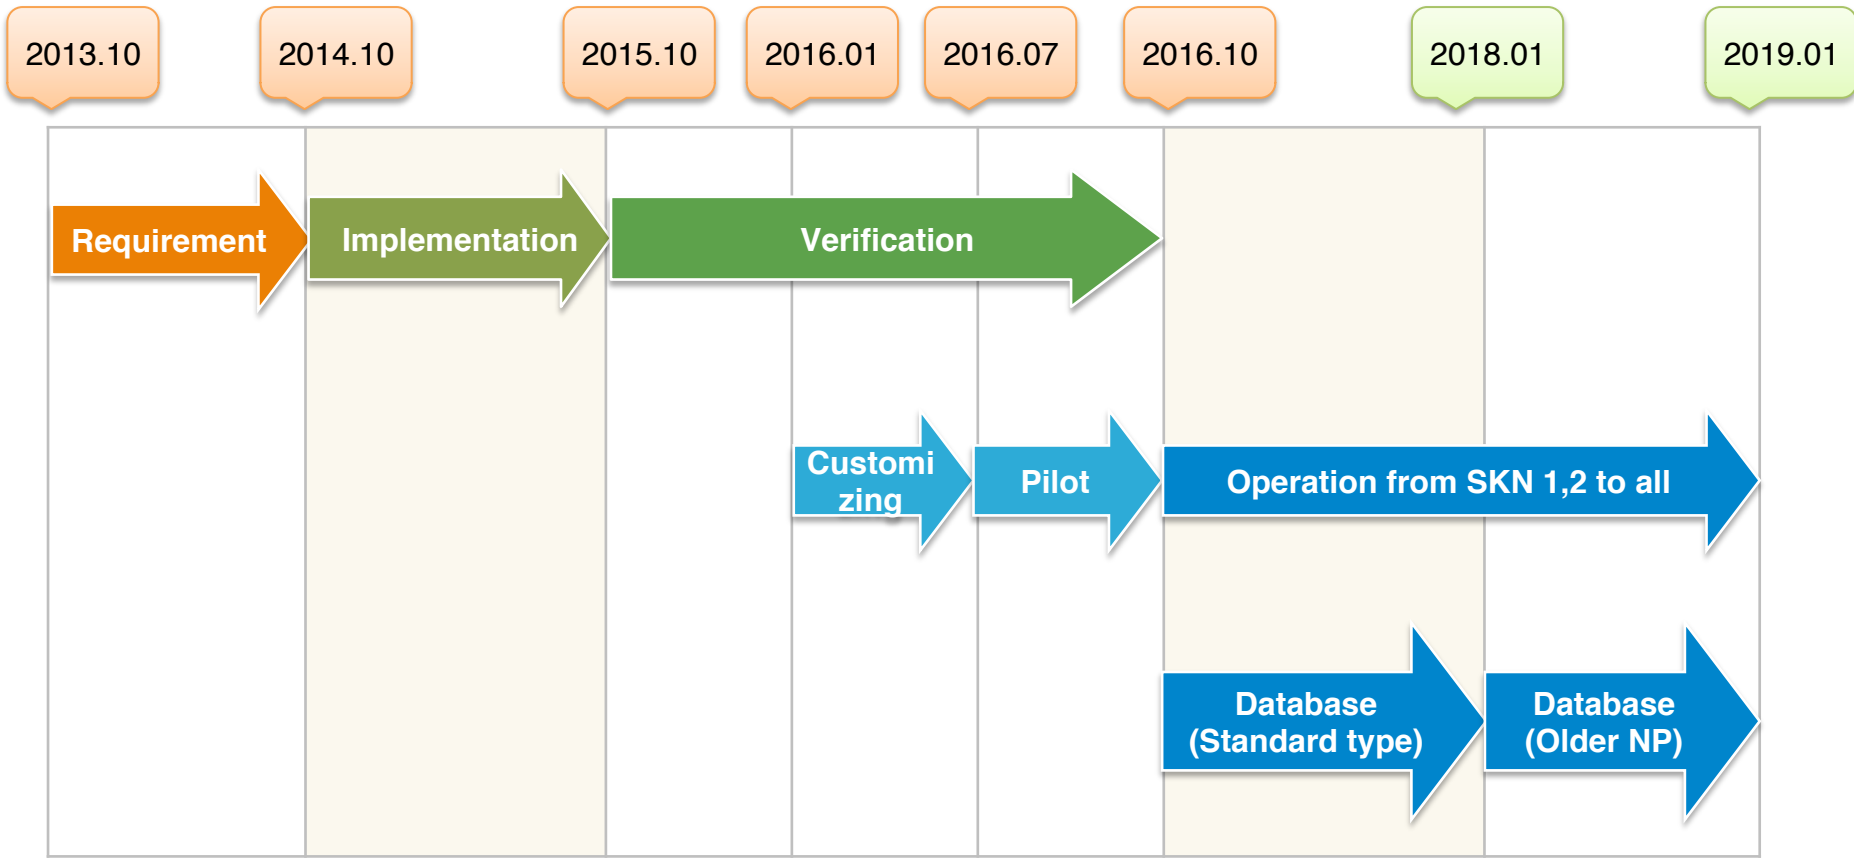 2013.10
2014.10
2015.10
2016.01
2016.07
2016.10
2018.01
2019.01
Requirement
Implementation
Verification
Customi
zing
Pilot
Operation from SKN 1,2 to all
Database
(Standard type)
Database
(Older NP)